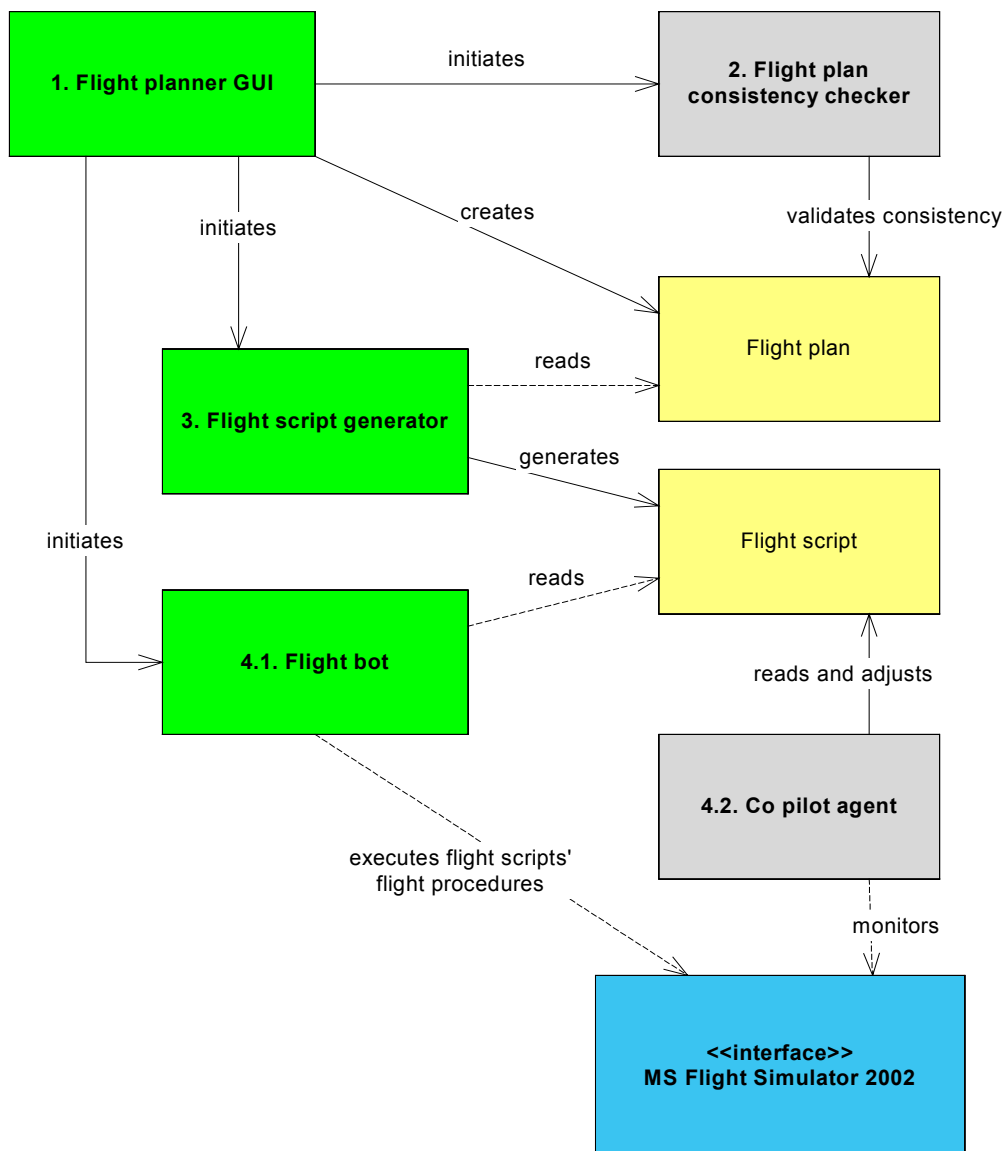 initiates
1. Flight planner GUI
2. Flight plan
consistency checker
creates
validates consistency
initiates
Flight plan
reads
3. Flight script generator
generates
initiates
Flight script
reads
4.1. Flight bot
reads and adjusts
4.2. Co pilot agent
executes flight scripts'
flight procedures
monitors
<<interface>>
MS Flight Simulator 2002